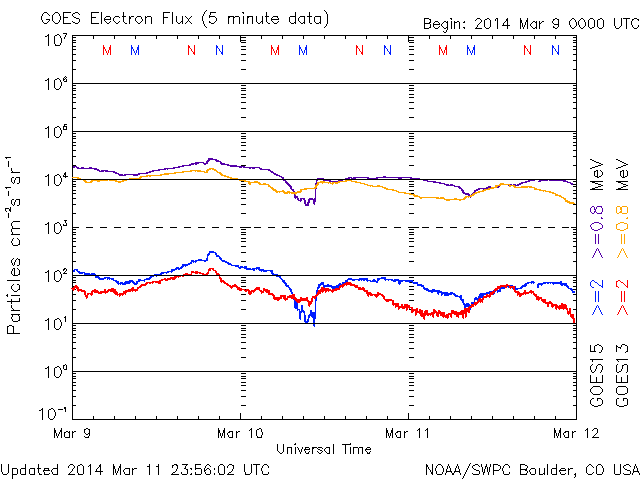 GOES Electron Flux (5 minute data)
Begin: 2014 Mar 9 0000 UTC
Particles cm⁻²s⁻¹sr⁻¹
10⁷
10⁶
10⁵
10⁴
10³
10²
10¹
10⁰
10⁻¹
M M N N M M N N M M N N
Mar 9 Mar 10 Mar 11 Mar 12
Universal Time
GOES15 >=2 >=0.8 MeV
GOES13 >=2 >=0.8 MeV
Updated 2014 Mar 11 23:56:02 UTC
NOAA/SWPC Boulder, CO USA